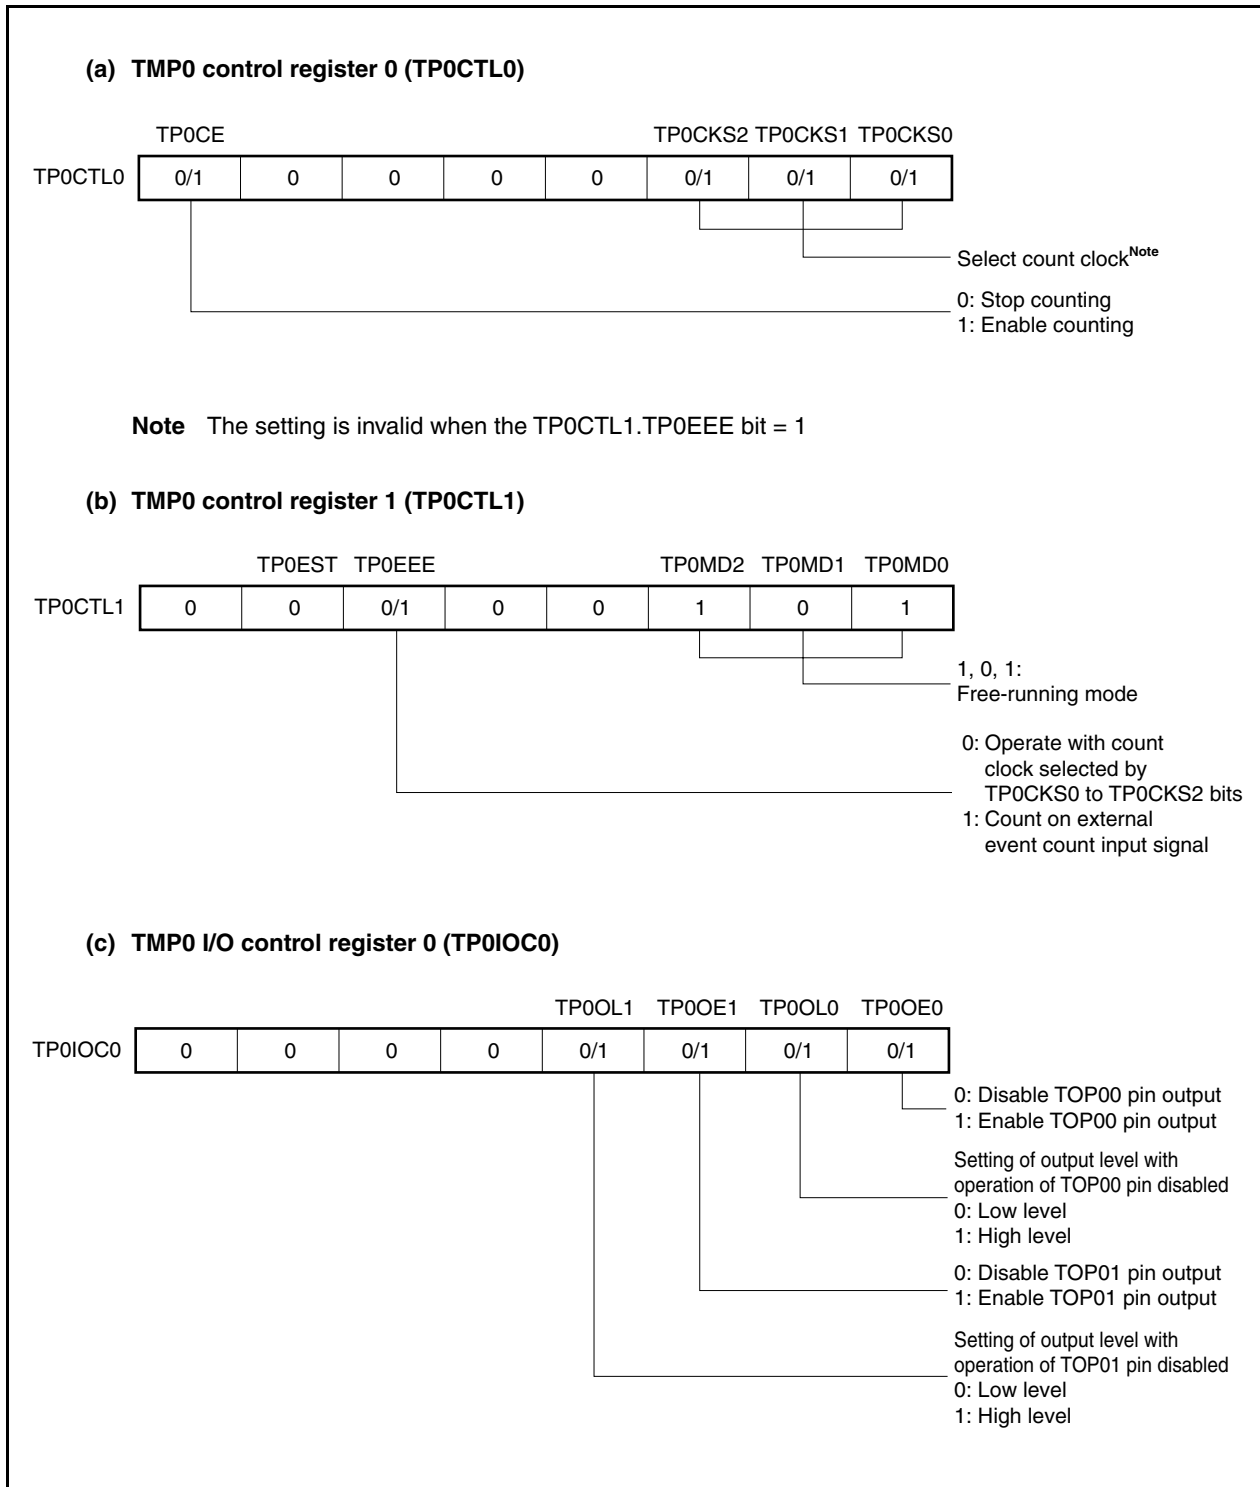 (a) TMP0 control register 0 (TP0CTL0)
TP0CE TP0CKS2 TP0CKS1 TP0CKS0
TP0CTL0 0/1 0 0 0 0 0/1 0/1 0/1
Select count clockNote
0: Stop counting
1: Enable counting
Note The setting is invalid when the TP0CTL1.TP0EEE bit = 1
(b) TMP0 control register 1 (TP0CTL1)
TP0EST TP0EEE TP0MD2 TP0MD1 TP0MD0
TP0CTL1 0 0 0/1 0 0 1 0 1
1, 0, 1:
Free-running mode
0: Operate with count
clock selected by
TP0CKS0 to TP0CKS2 bits
1: Count on external
event count input signal
(c) TMP0 I/O control register 0 (TP0IOC0)
TP0OL1 TP0OE1 TP0OL0 TP0OE0
TP0IOC0 0 0 0 0 0/1 0/1 0/1 0/1
0: Disable TOP00 pin output
1: Enable TOP00 pin output
Setting of output level with
operation of TOP00 pin disabled
0: Low level
1: High level
0: Disable TOP01 pin output
1: Enable TOP01 pin output
Setting of output level with
operation of TOP01 pin disabled
0: Low level
1: High level